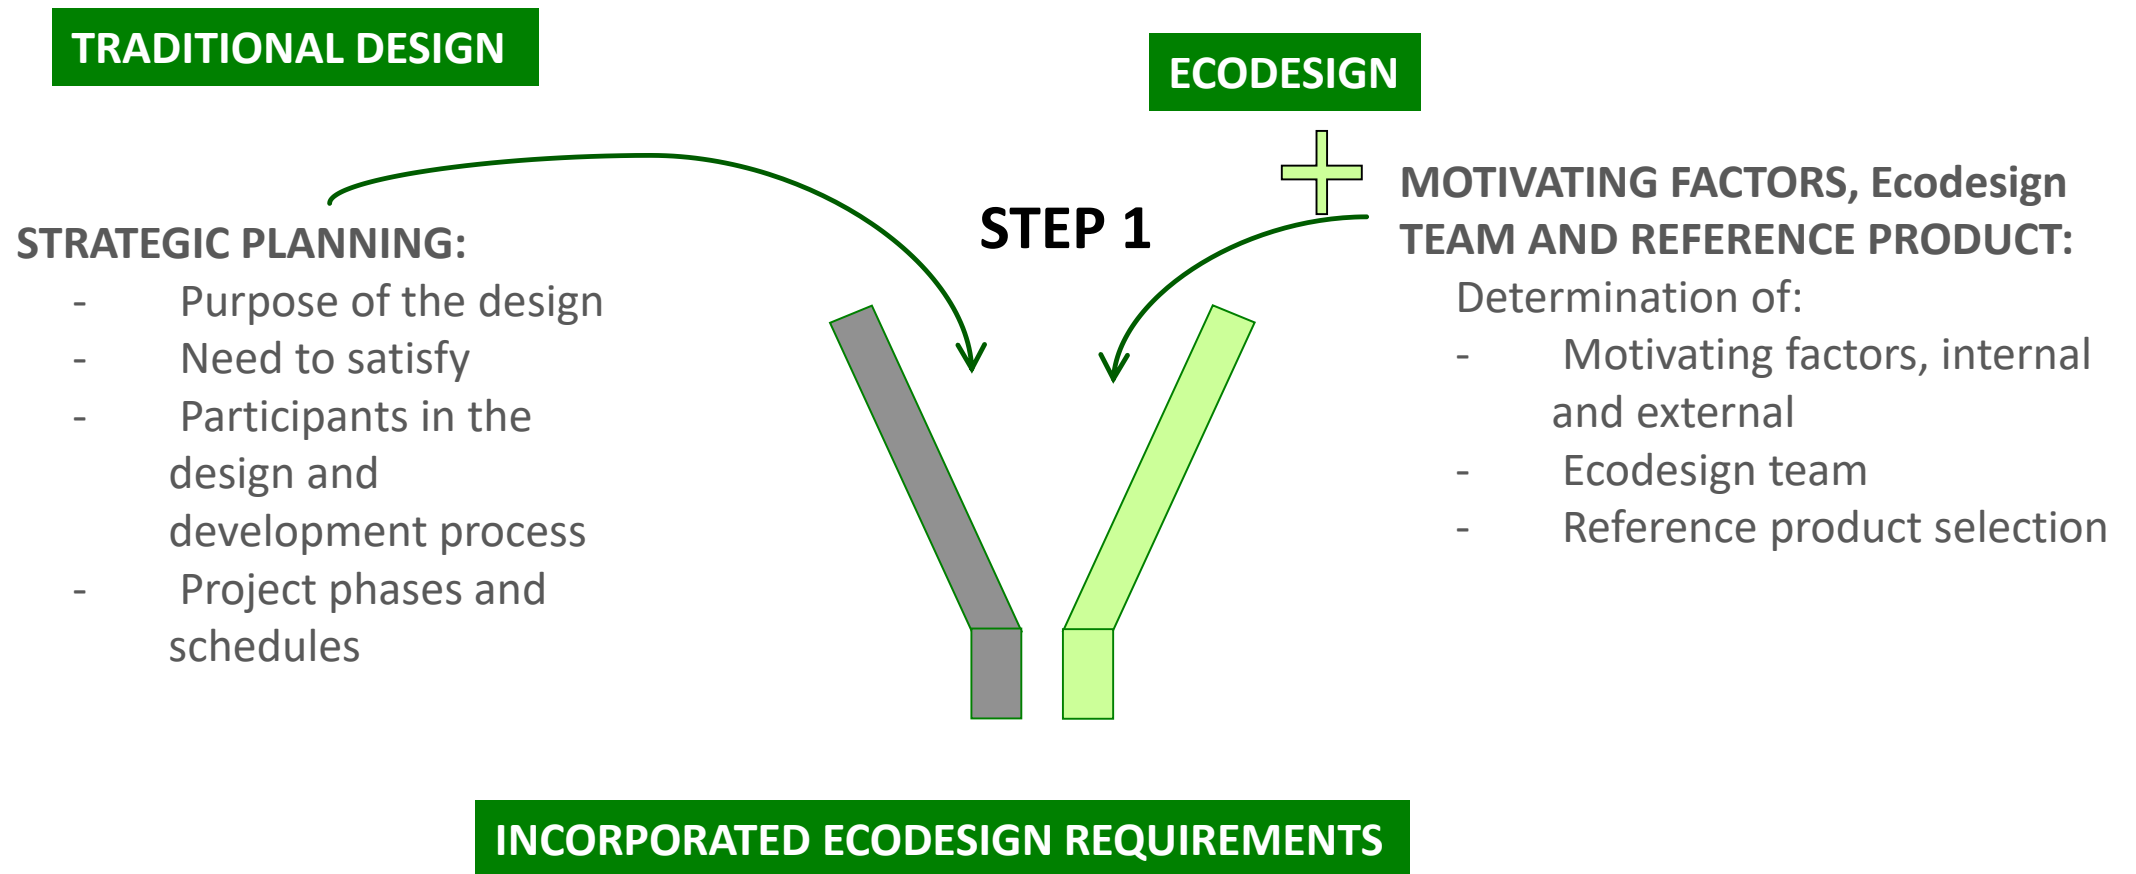 TRADITIONAL DESIGN
STRATEGIC PLANNING:
- Purpose of the design
- Need to satisfy
- Participants in the
design and
development process
- Project phases and
schedules
STEP 1
ECODESIGN
MOTIVATING FACTORS, Ecodesign
TEAM AND REFERENCE PRODUCT:
Determination of:
- Motivating factors, internal
and external
- Ecodesign team
- Reference product selection
INCORPORATED ECODESIGN REQUIREMENTS